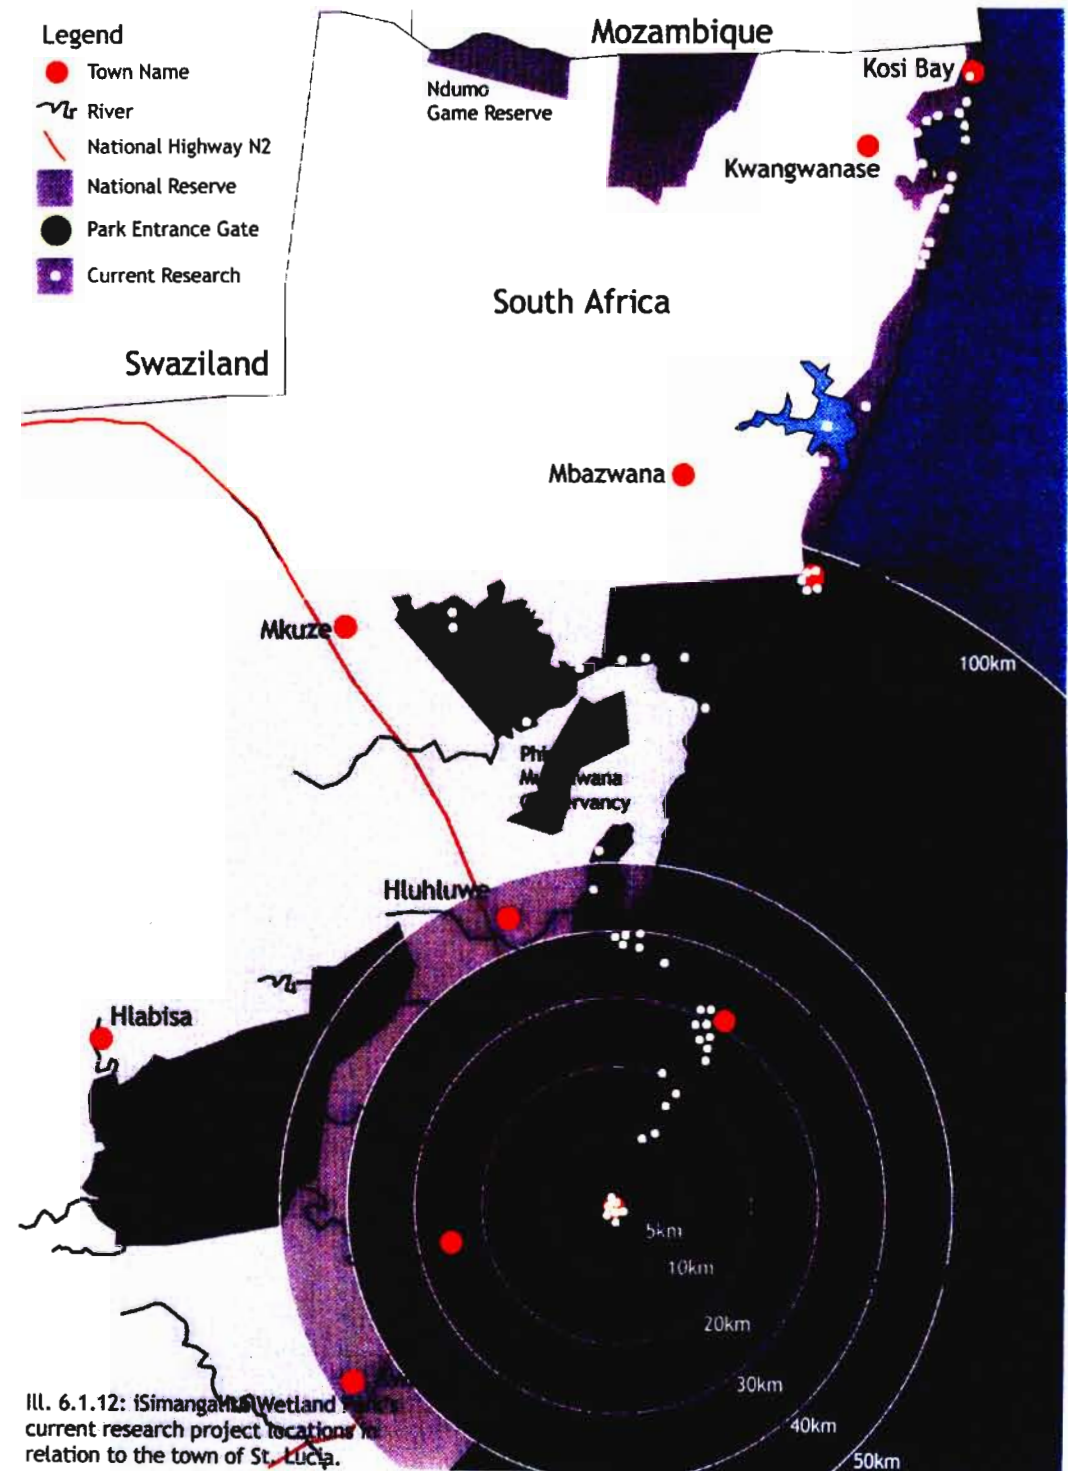 Legend
Town Name
River
National Highway N2
National Reserve
Park Entrance Gate
Current Research
Mozambique
Ndumo
Game Reserve
Kosi Bay
Kwangwanase
South Africa
Swaziland
Mbazwana
100km
Mkuze
Hluhluwe
Hlabisa
5km
10km
20km
30km
40km
50km
Ill. 6.1.12: Wetland
current research project locations in
relation to the town of St. Lucia.